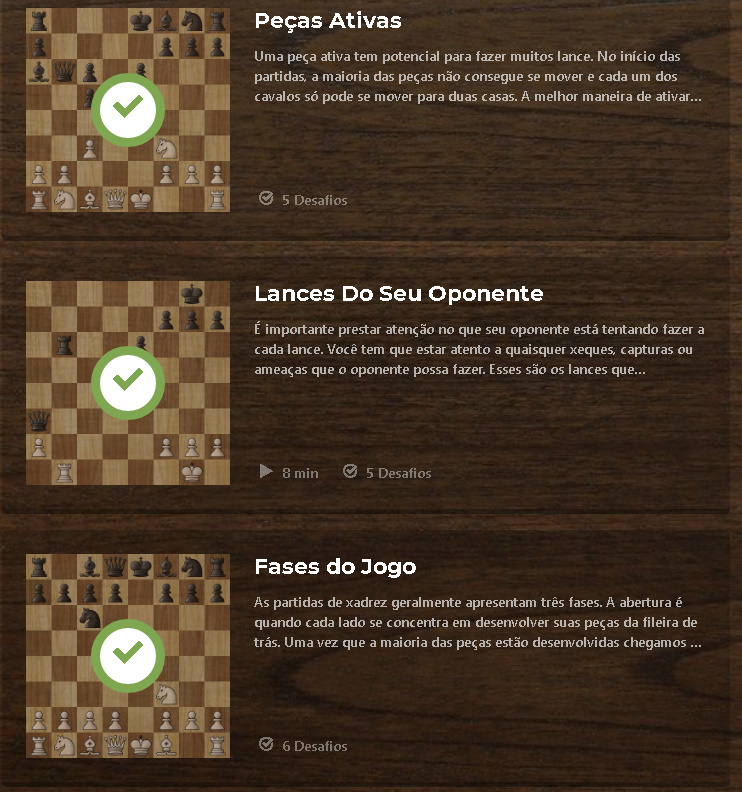 Peças Ativas
Uma peça ativa tem potencial para fazer muitos lance. No início das
partidas, a maioria das peças não consegue se mover e cada um dos
cavalos só pode se mover para duas casas. A melhor maneira de ativar...
5 Desafios
Lances Do Seu Oponente
É importante prestar atenção no que seu oponente está tentando fazer a
cada lance. Você tem que estar atento a quaisquer xeques, capturas ou
ameaças que o oponente possa fazer. Esses são os lances que...
8 min 5 Desafios
Fases do Jogo
As partidas de xadrez geralmente apresentam três fases. A abertura é
quando cada lado se concentra em desenvolver suas peças da fileira de
trás. Uma vez que a maioria das peças estão desenvolvidas chegamos ...
6 Desafios